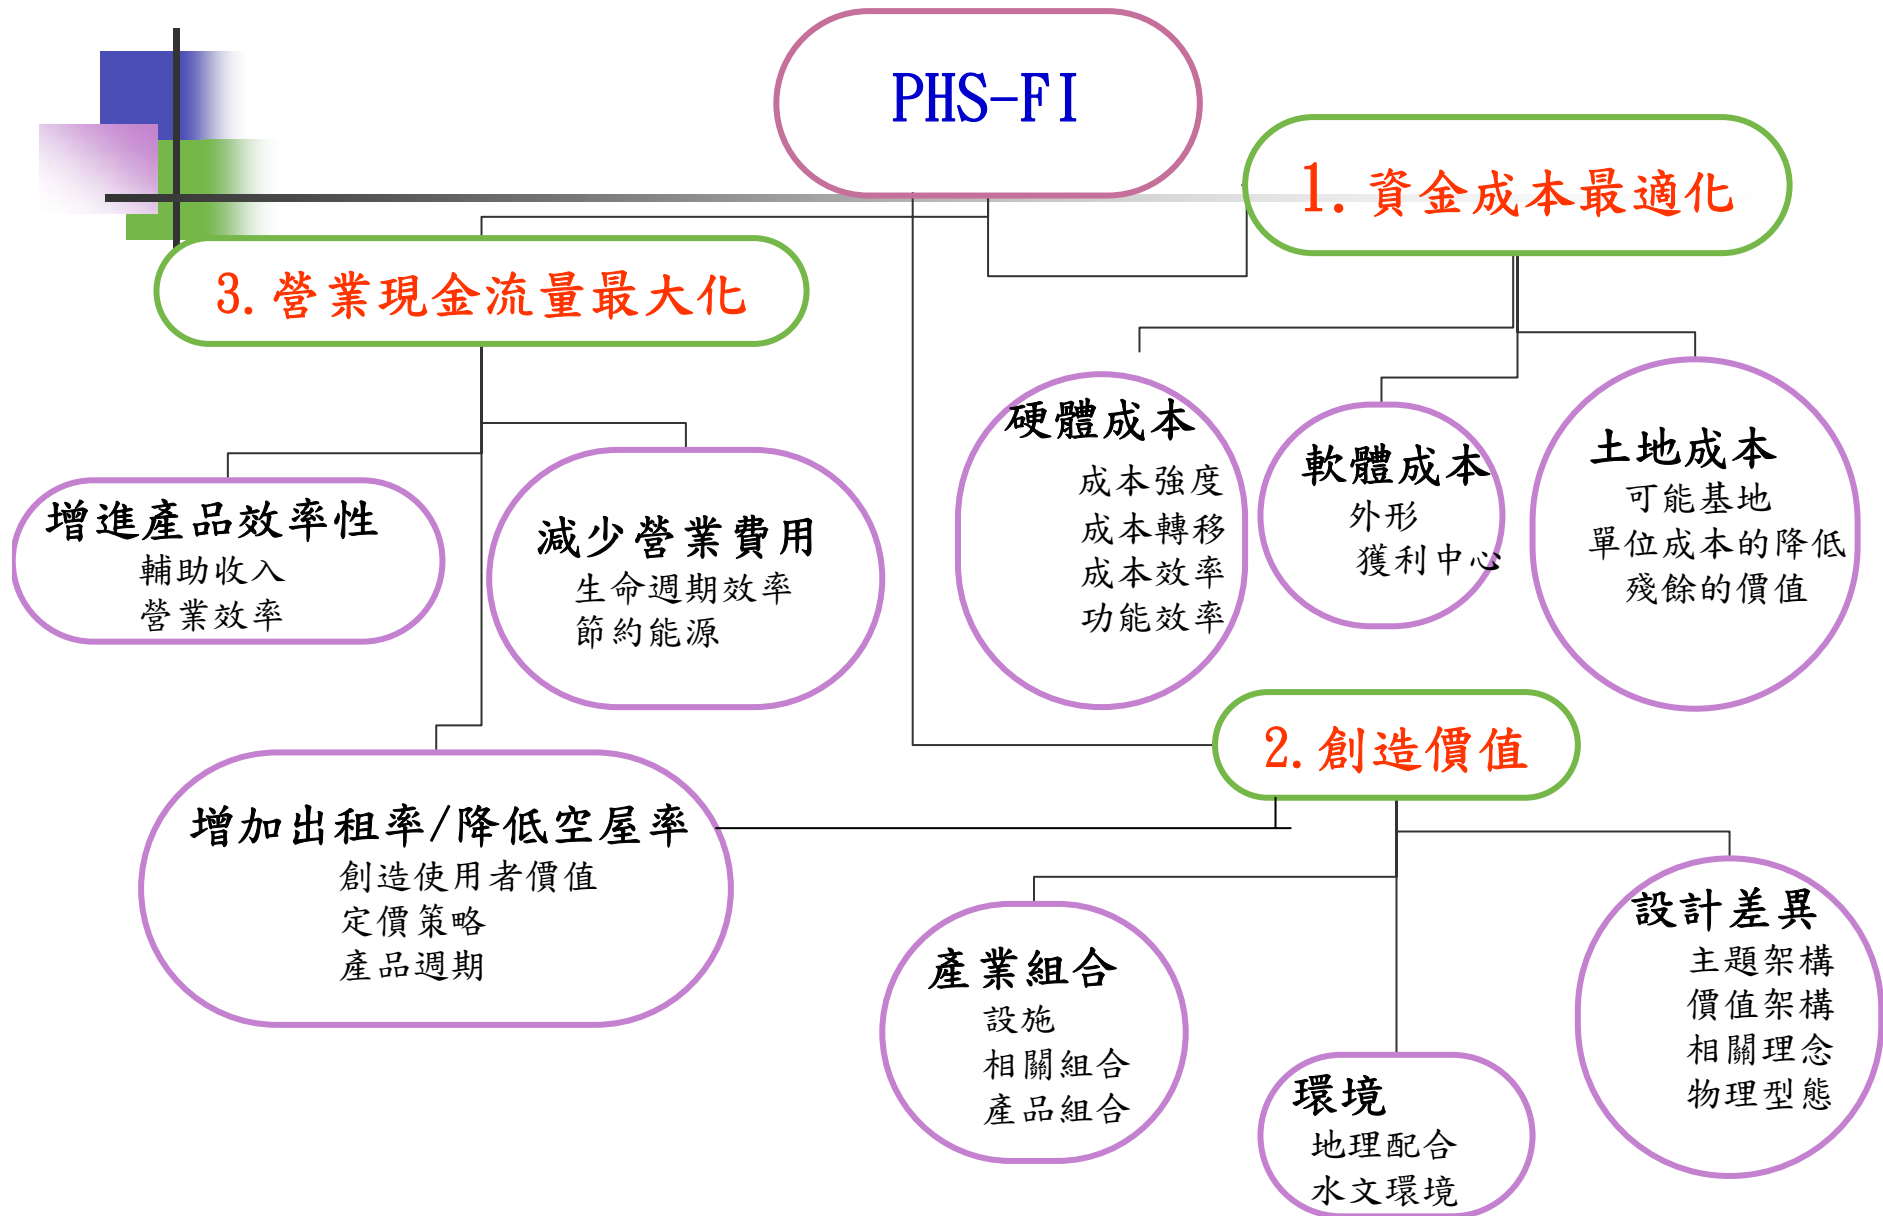 PHS-FI
1.資金成本最適化
3.營業現金流量最大化
硬體成本
成本強度
成本轉移
成本效率
功能效率
軟體成本
外形
獲利中心
土地成本
可能基地
單位成本的降低
殘餘的價值
增進產品效率性
輔助收入
營業效率
減少營業費用
生命週期效率
節約能源
2.創造價值
增加出租率/降低空屋率
創造使用者價值
定價策略
產品週期
產業組合
設施
相關組合
產品組合
環境
地理配合
水文環境
設計差異
主題架構
價值架構
相關理念
物理型態